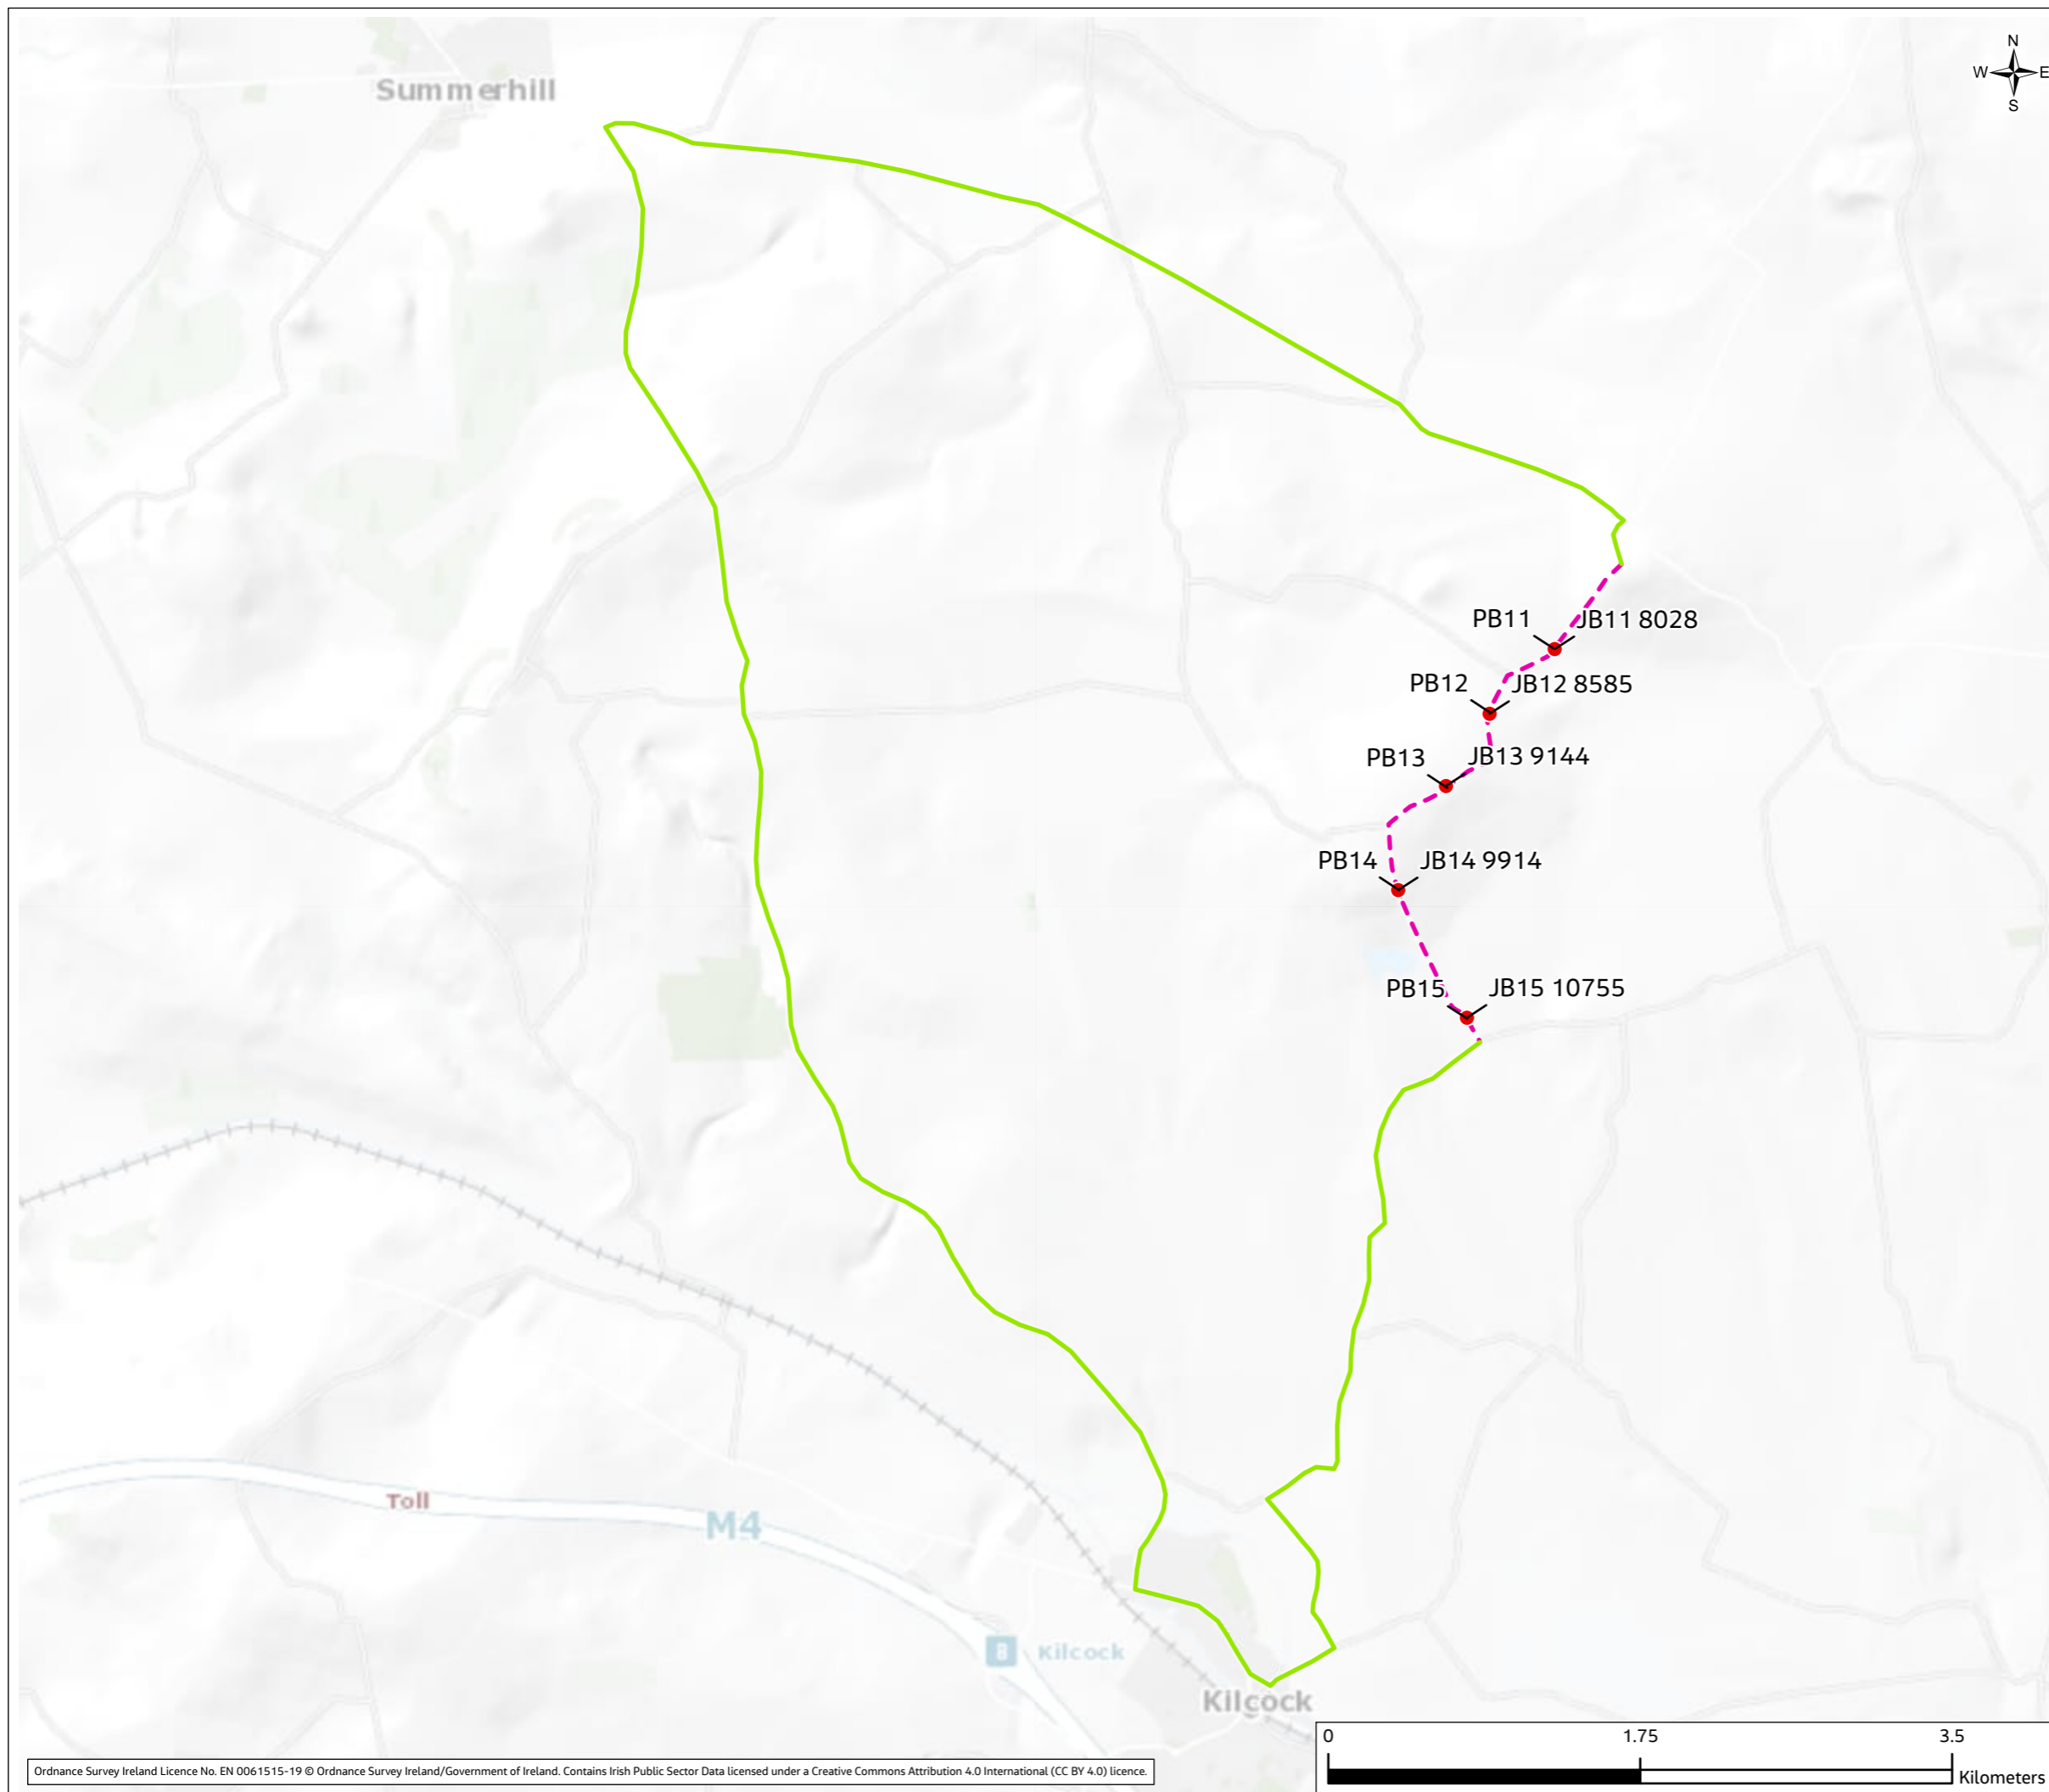 N
W E
S
Summerhill
PB11
JB11 8028
PB12
JB12 8585
PB13
JB13 9144
PB14
JB14 9914
PB15
JB15 10755
Toll
M4
8
Kilcock
Kilcock
0 1.75 3.5
Kilometers
Ordnance Survey Ireland Licence No. EN 0061515-19 © Ordnance Survey Ireland/Government of Ireland. Contains Irish Public Sector Data licensed under a Creative Commons Attribution 4.0 International (CC BY 4.0) licence.